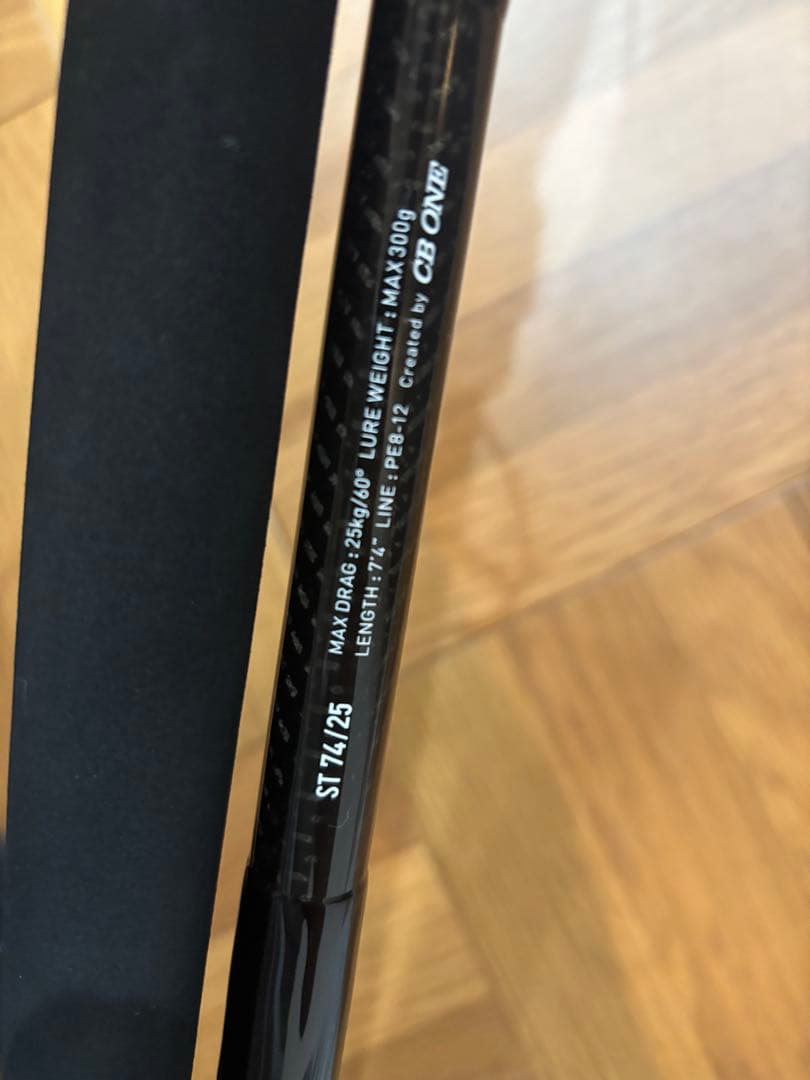 ST 74/25
MAX DRAG : 25kg/60° LURE WEIGHT : MAX 300g
LENGTH : 7'4" LINE : PE8-12 Created by CB ONE